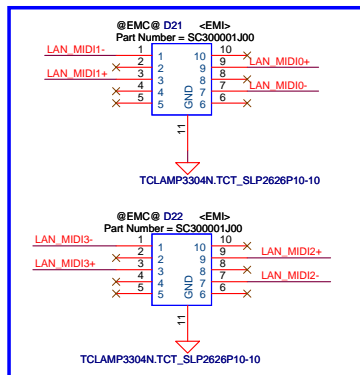 @EMC@ D21 <EMI>
Part Number = SC300001J00
LAN_MIDI1- 1 1 10 10
2 2 9 9 LAN_MIDI0+
LAN_MIDI1+ 3 3 8 8
4 4 7 7 LAN_MIDI0-
5 5 6 6
GND
11
TCLAMP3304N.TCT_SLP2626P10-10
@EMC@ D22 <EMI>
Part Number = SC300001J00
LAN_MIDI3- 1 1 10 10
2 2 9 9 LAN_MIDI2+
LAN_MIDI3+ 3 3 8 8
4 4 7 7 LAN_MIDI2-
5 5 6 6
GND
11
TCLAMP3304N.TCT_SLP2626P10-10